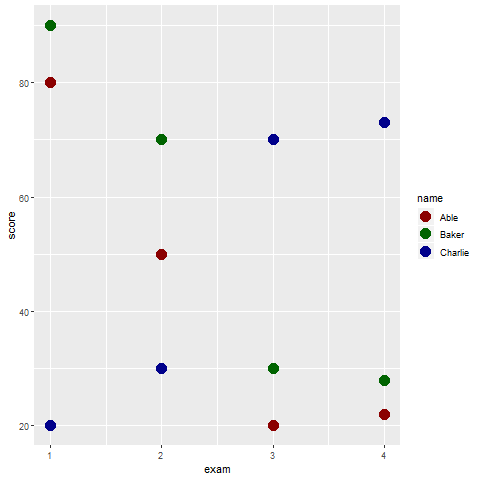 80
60
40
20
score
1 2 3 4
exam
name
Able
Baker
Charlie